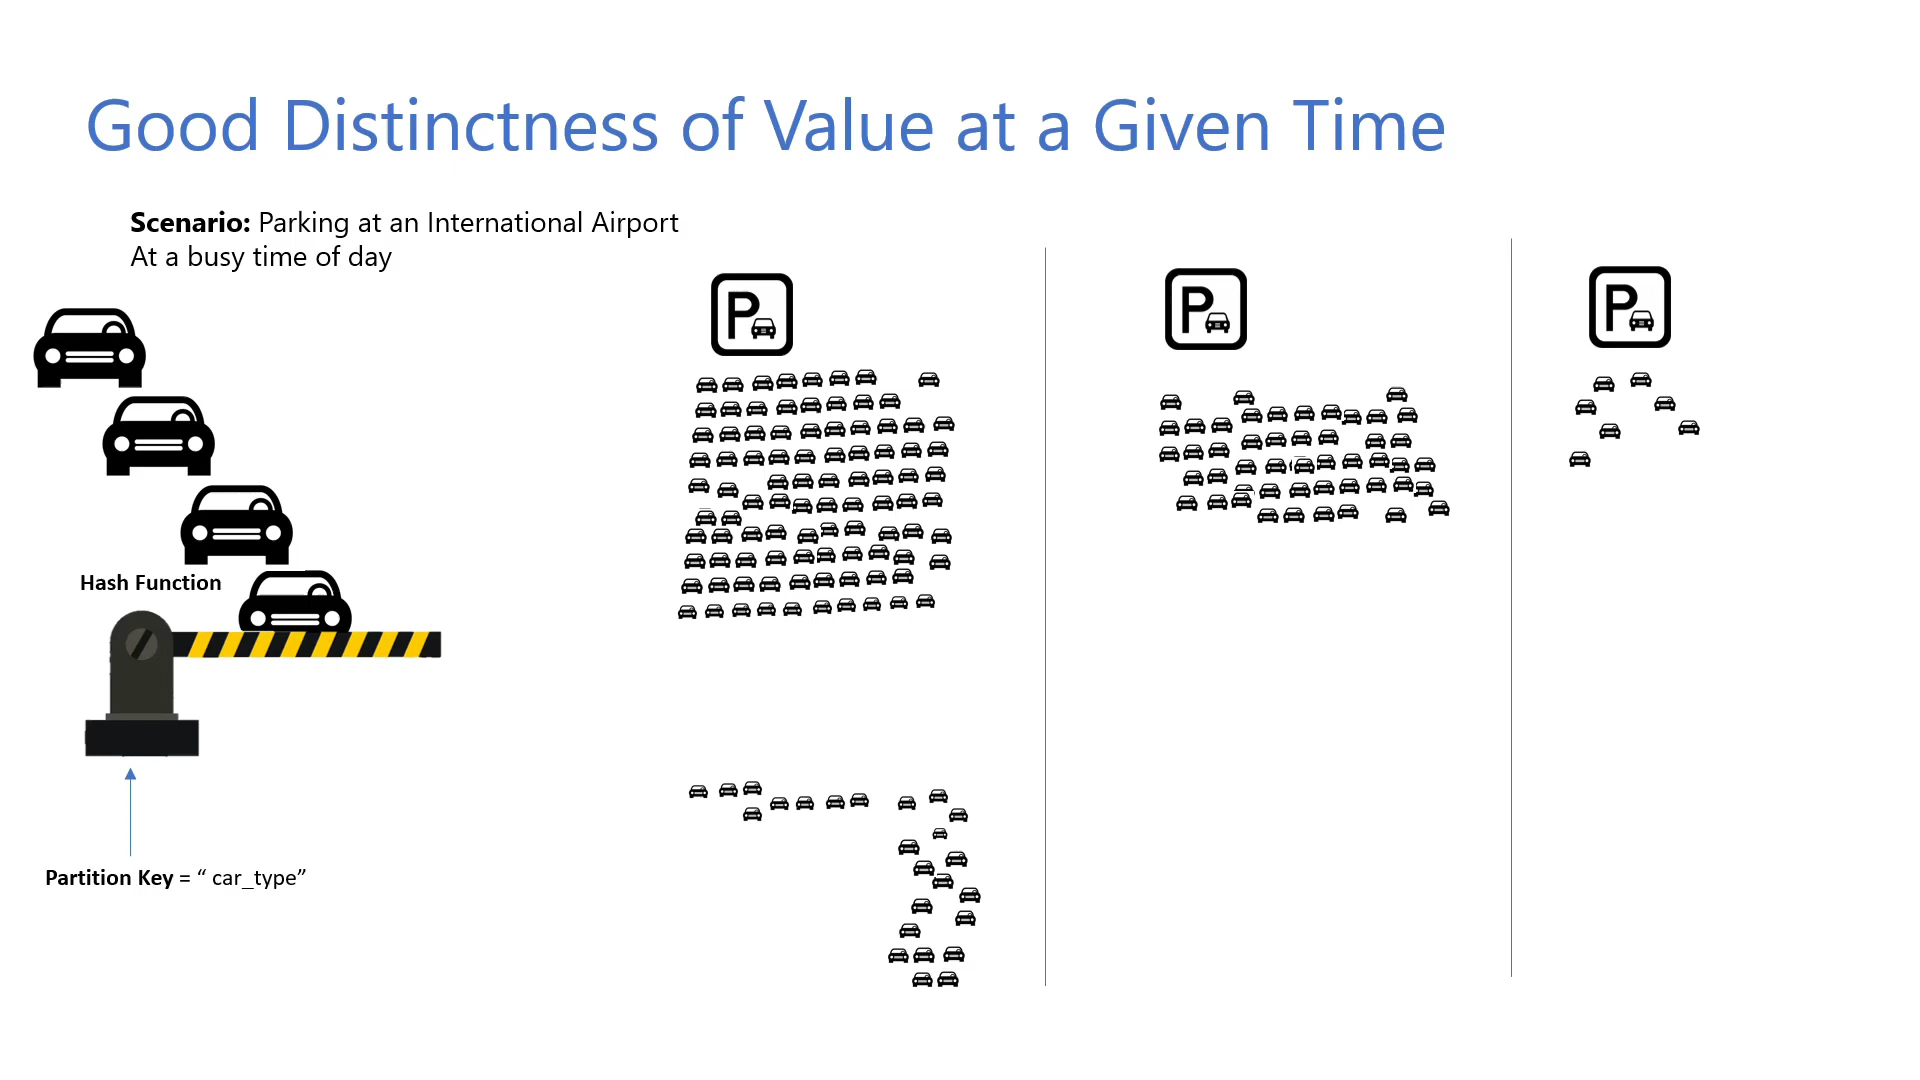 Good Distinctness of Value at a Given Time
Scenario: Parking at an International Airport
At a busy time of day
P
P
P
Hash Function
Partition Key = “ car_type”